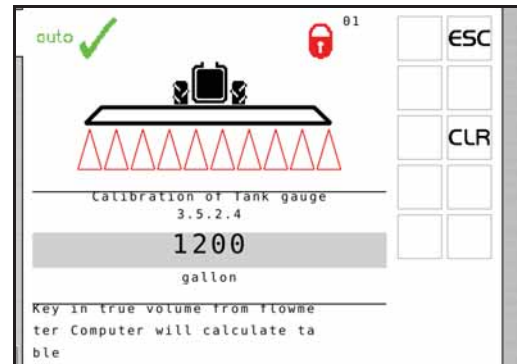 auto
01
ESC
CLR
Calibration of Tank gauge
3.5.2.4
1200
gallon
Key in true volume from flowme
ter Computer will calculate ta
ble